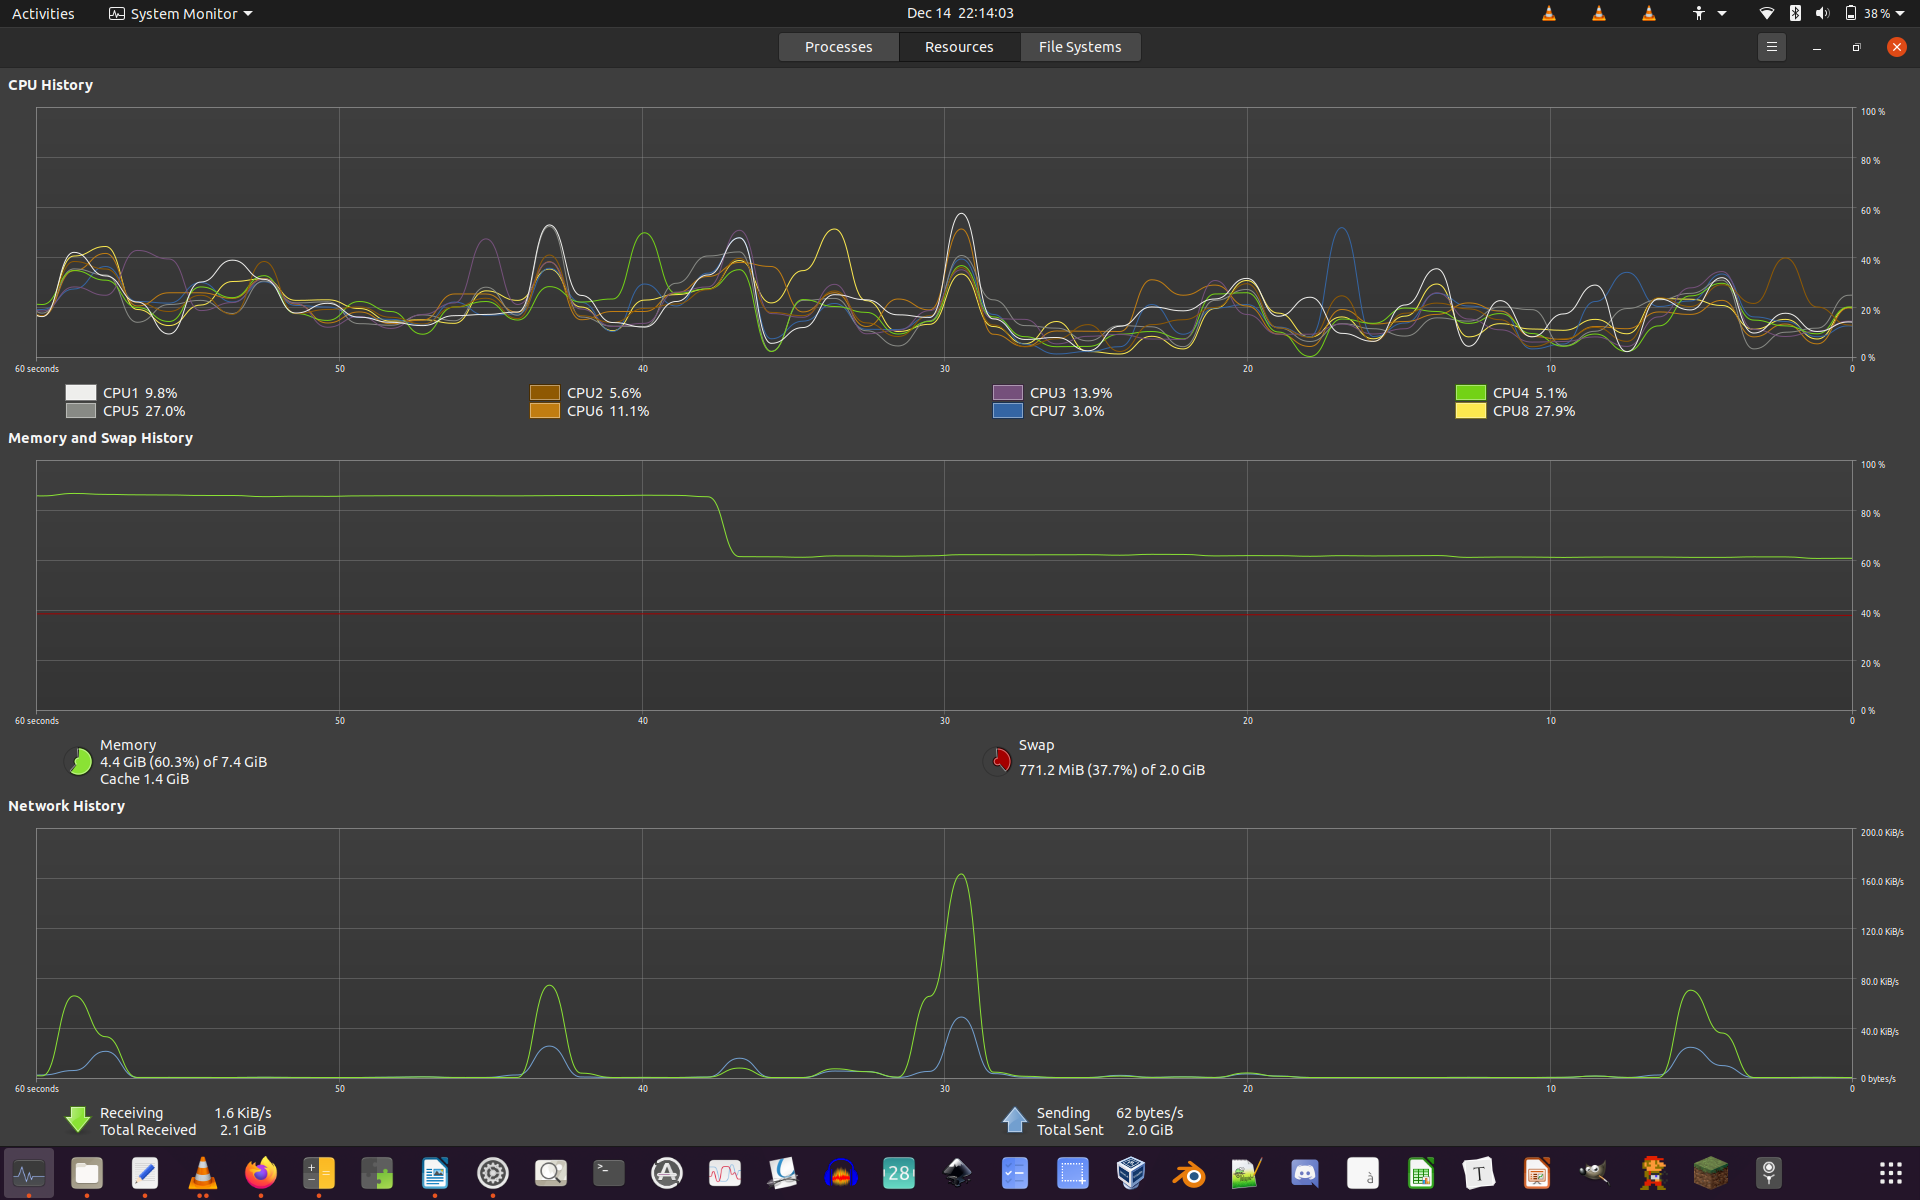 Activities System Monitor Dec 14 22:14:03 38 %
Processes Resources File Systems
CPU History
100 %
80 %
60 %
40 %
20 %
0 %
60 seconds 50 40 30 20 10 0
CPU1 9.8% CPU2 5.6% CPU3 13.9% CPU4 5.1%
CPU5 27.0% CPU6 11.1% CPU7 3.0% CPU8 27.9%
Memory and Swap History
100 %
80 %
60 %
40 %
20 %
0 %
60 seconds 50 40 30 20 10 0
Memory
4.4 GiB (60.3%) of 7.4 GiB
Cache 1.4 GiB
Swap
771.2 MiB (37.7%) of 2.0 GiB
Network History
200.0 KiB/s
160.0 KiB/s
120.0 KiB/s
80.0 KiB/s
40.0 KiB/s
0 bytes/s
60 seconds 50 40 30 20 10 0
Receiving 1.6 KiB/s
Total Received 2.1 GiB
Sending 62 bytes/s
Total Sent 2.0 GiB
28
à
T